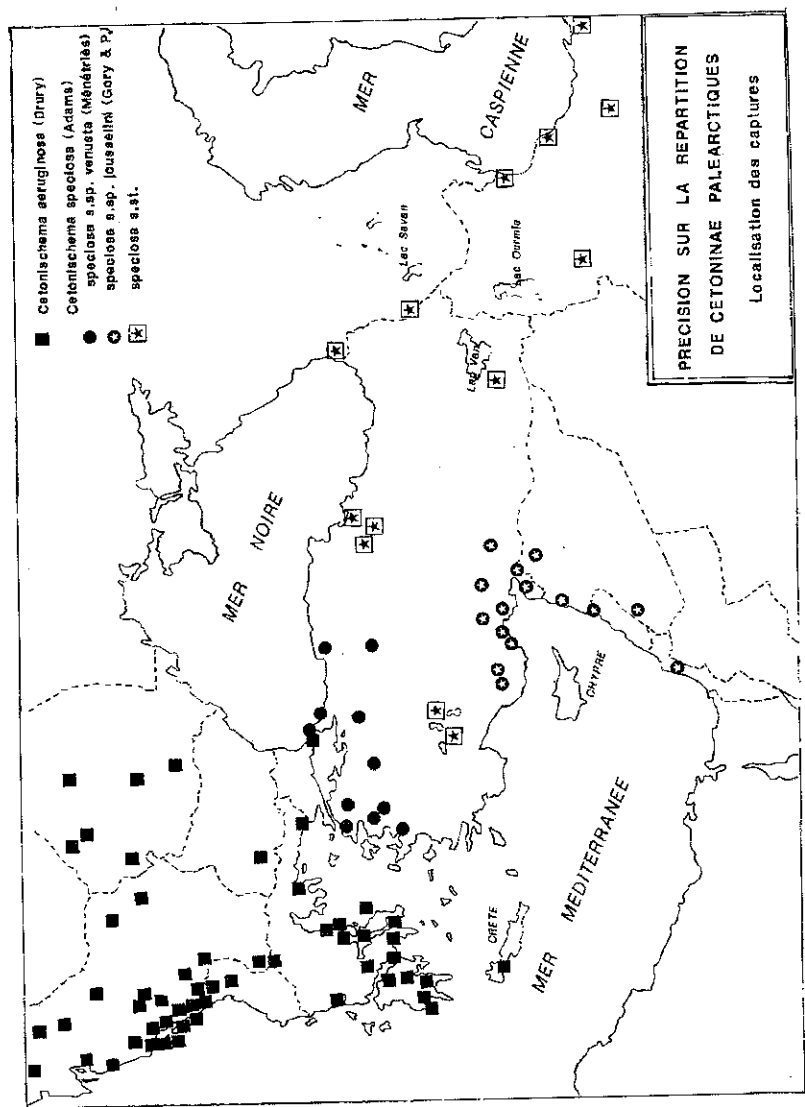 Cetonischema aeruginosa (Drury)
Cetonischema speciosa (Adams)
speciosa s.sp. venusta (Ménétriés)
speciosa s.sp. jousselini (Gory & P.)
speciosa s.st.
MER NOIRE
MER CASPIENNE
Lac Sevan
Lac Ourmia
Lac Van
CHYPRE
CRETE
MER MEDITERRANEE
PRECISION SUR LA REPARTITION
DE CETONINAE PALEARCTIQUES
Localisation des captures